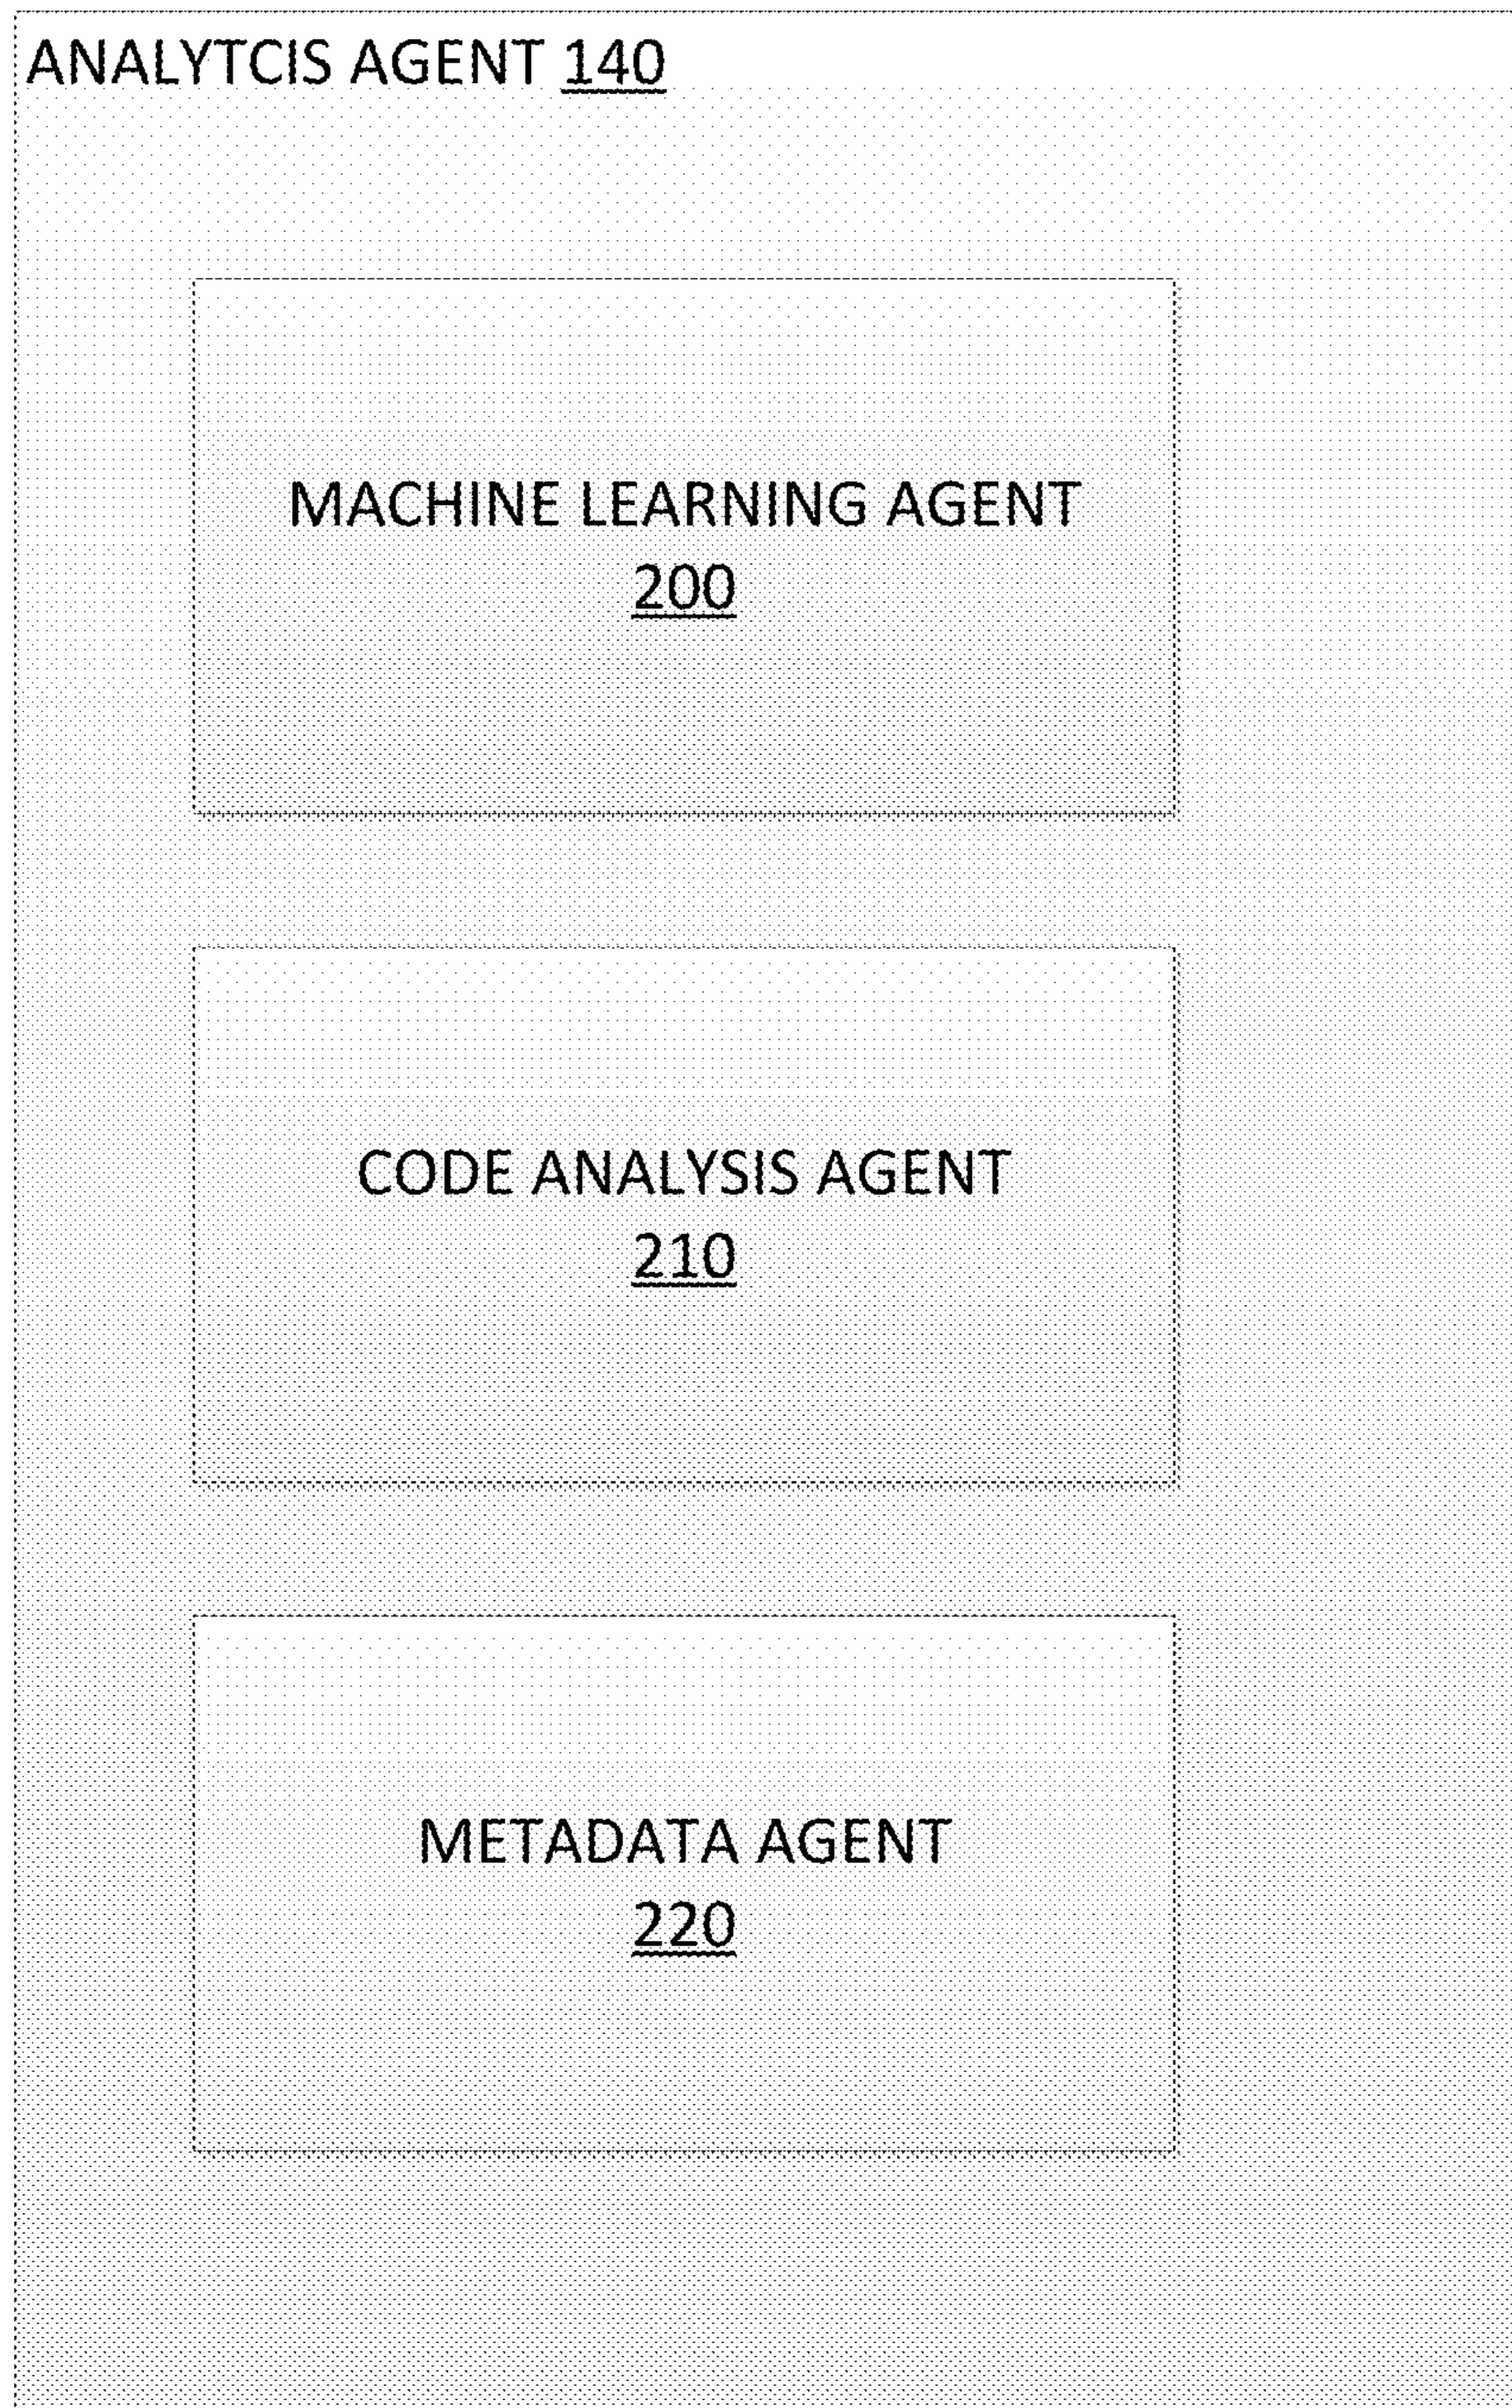 ANALYTCIS AGENT 140
MACHINE LEARNING AGENT
200
CODE ANALYSIS AGENT
210
METADATA AGENT
220